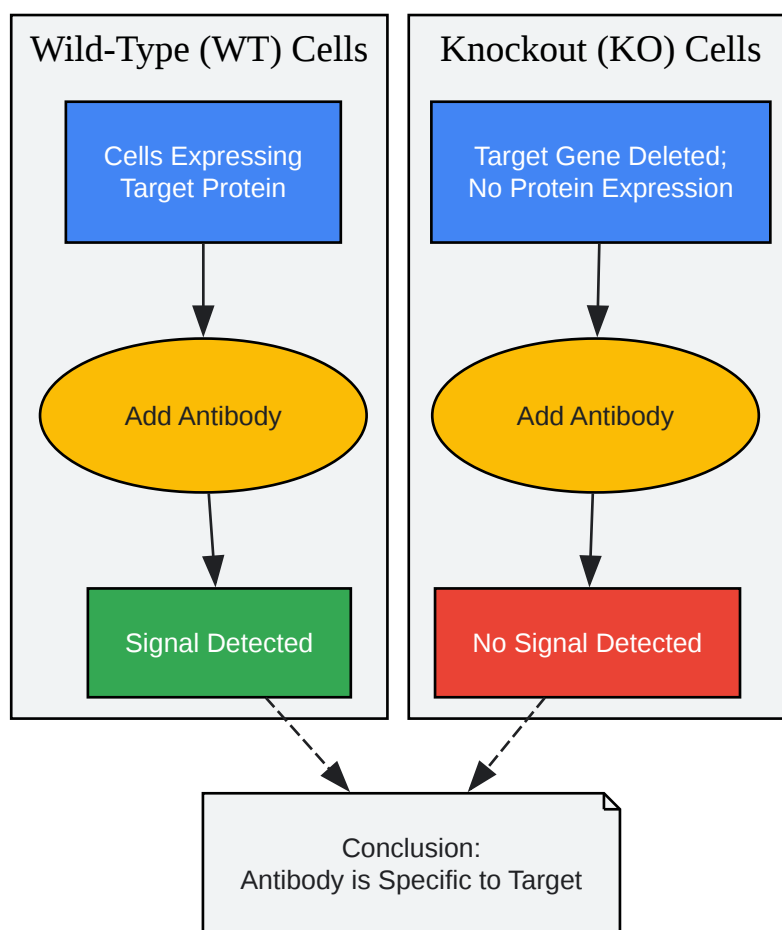 Wild-Type (WT) Cells
Cells Expressing
Target Protein
Add Antibody
Signal Detected
Knockout (KO) Cells
Target Gene Deleted;
No Protein Expression
Add Antibody
No Signal Detected
Conclusion:
Antibody is Specific to Target